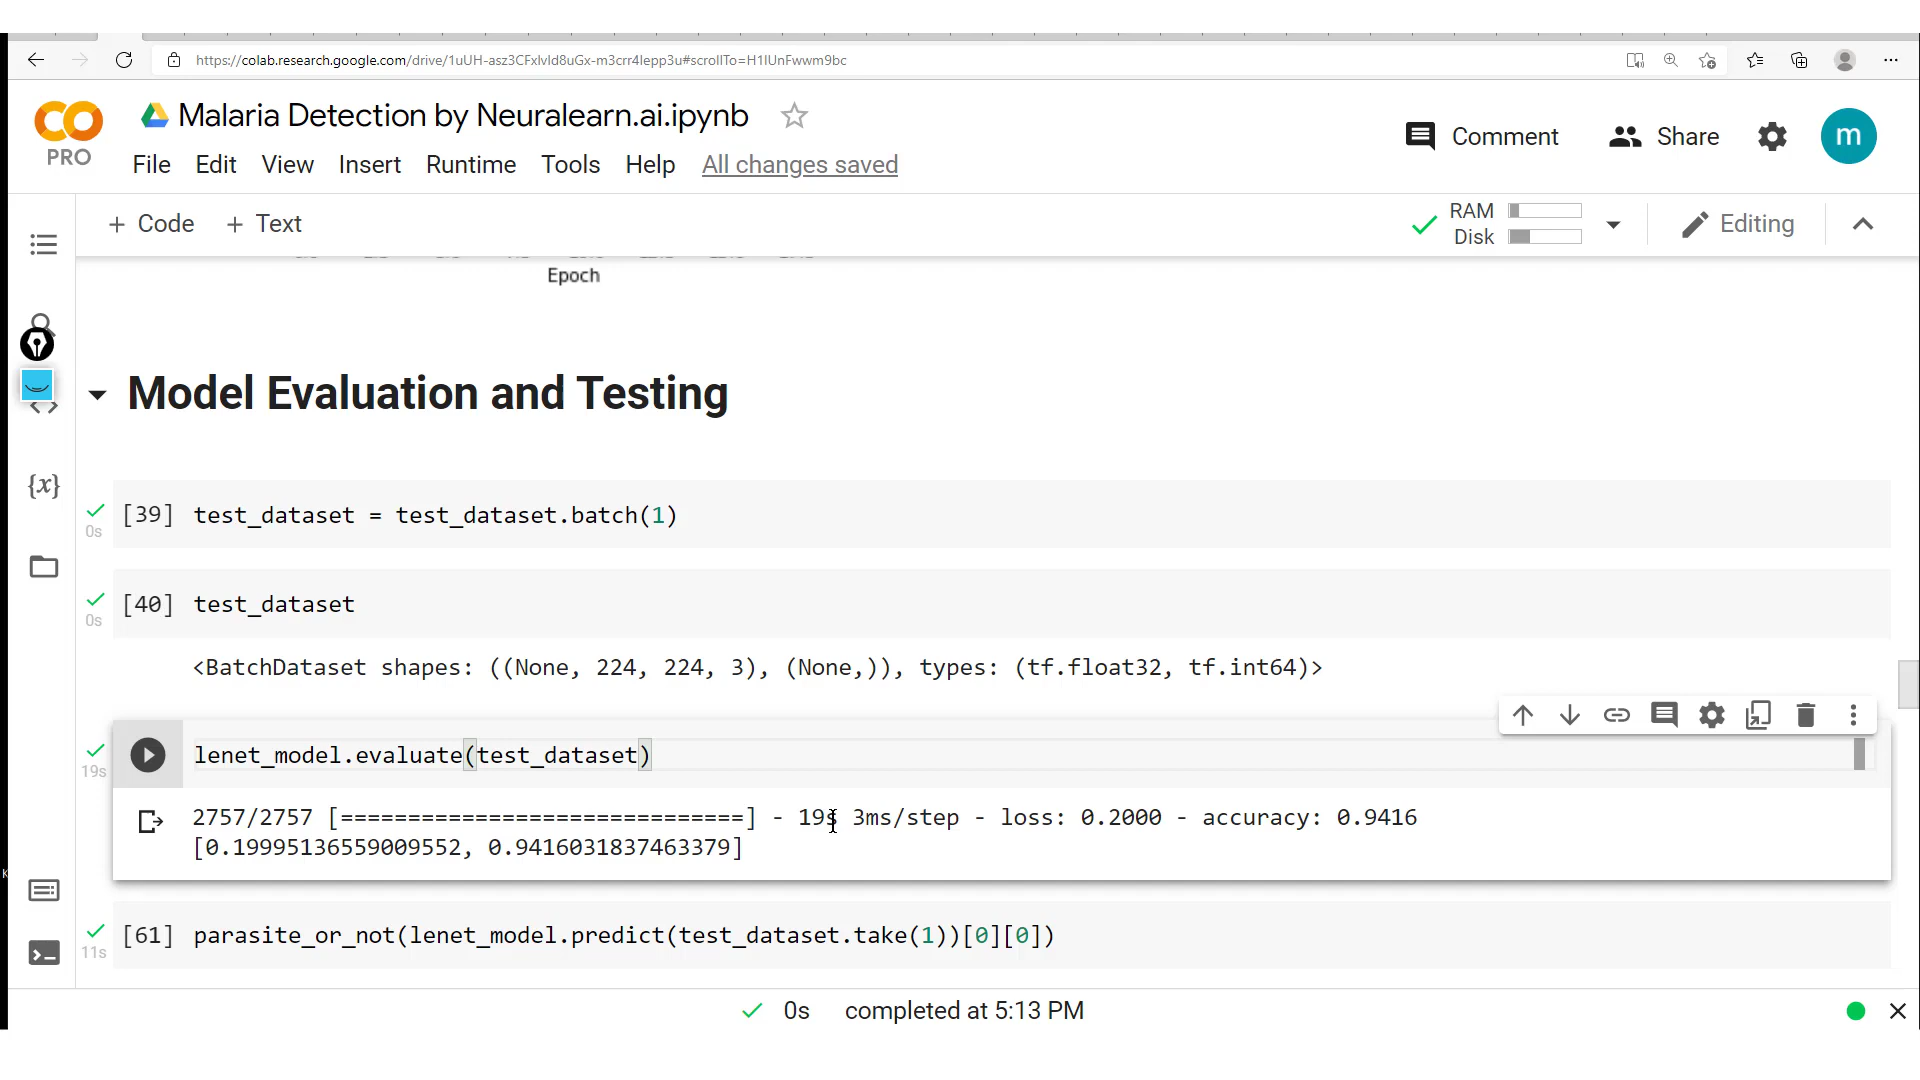 https://colab.research.google.com/drive/1uUH-asz3CFxlvld8uGx-m3crr4lepp3u#scrollTo=H1IUnFwwm9bc
CO
PRO
Malaria Detection by Neuralearn.ai.ipynb
Comment
Share
m
File Edit View Insert Runtime Tools Help All changes saved
+ Code + Text
RAM
Disk
Editing
Epoch
Model Evaluation and Testing
{x}
0s
[39] test_dataset = test_dataset.batch(1)
0s
[40] test_dataset
<BatchDataset shapes: ((None, 224, 224, 3), (None,)), types: (tf.float32, tf.int64)>
19s
lenet_model.evaluate(test_dataset)
2757/2757 [==============================] - 19s 3ms/step - loss: 0.2000 - accuracy: 0.9416
[0.19995136559009552, 0.9416031837463379]
11s
[61] parasite_or_not(lenet_model.predict(test_dataset.take(1))[0][0])
0s completed at 5:13 PM